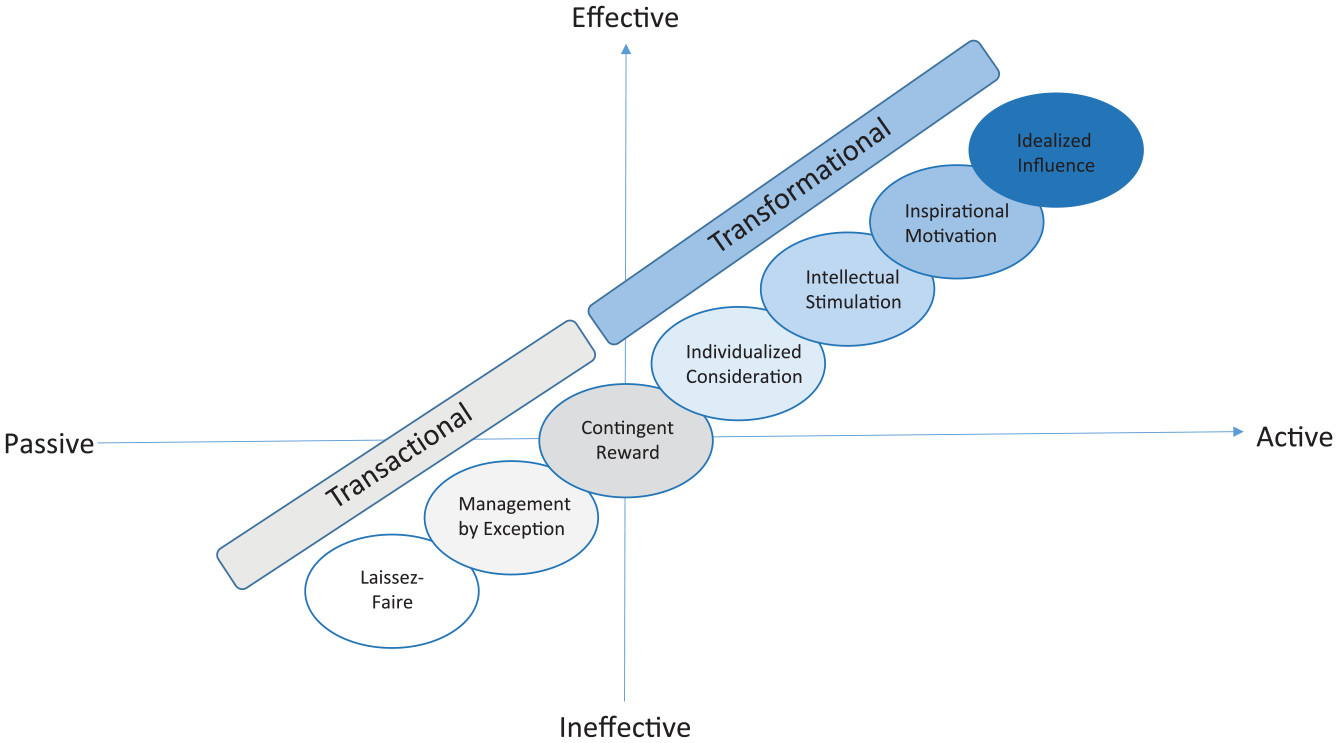 Effective
Transformational
Idealized
Influence
Inspirational
Motivation
Intellectual
Stimulation
Individualized
Consideration
Transactional
Contingent
Reward
Passive
Active
Management
by Exception
Laissez-
Faire
Ineffective